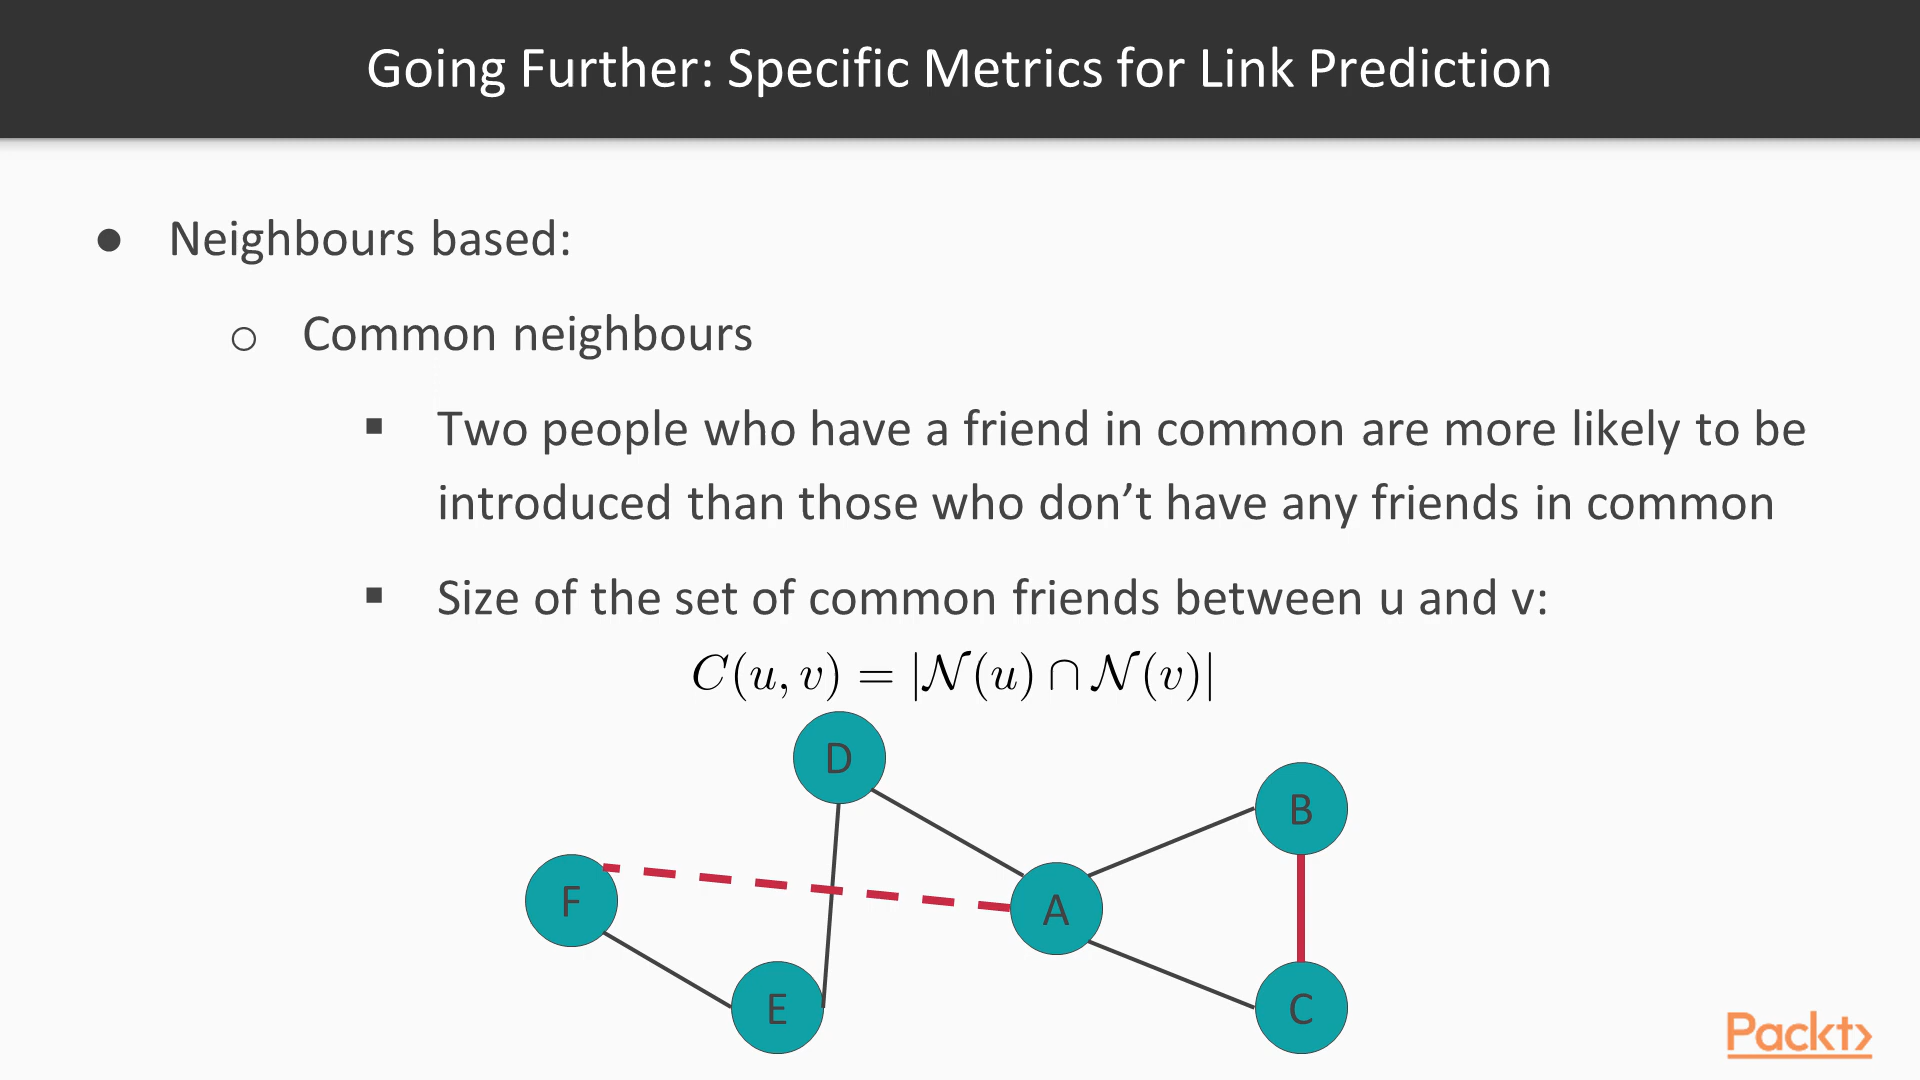 Going Further: Specific Metrics for Link Prediction
● Neighbours based:
○ Common neighbours
▪ Two people who have a friend in common are more likely to be
introduced than those who don’t have any friends in common
▪ Size of the set of common friends between u and v:
C(u, v) = |𝒩(u) ∩ 𝒩(v)|
D
B
F
A
E
C
Packt>